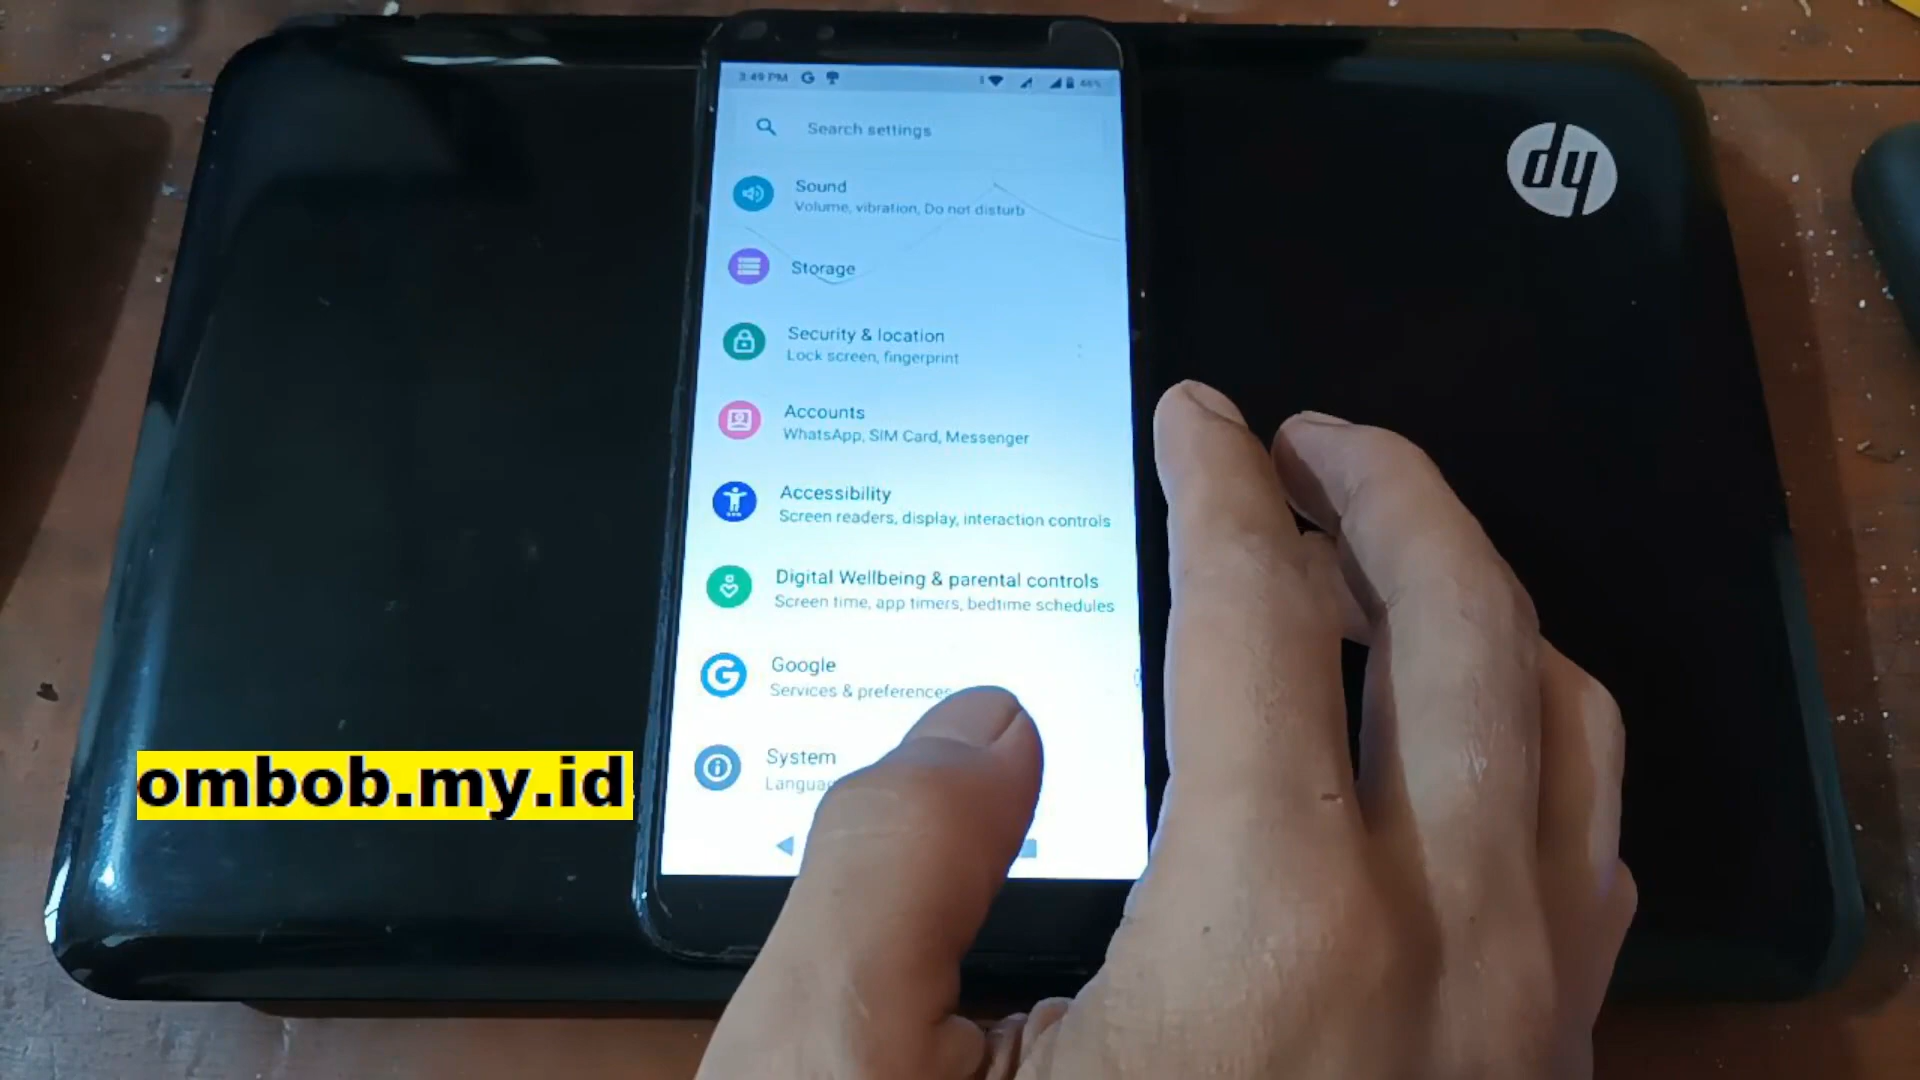 3:49 PM
46%
Search settings
Sound
Volume, vibration, Do not disturb
Storage
Security & location
Lock screen, fingerprint
Accounts
WhatsApp, SIM Card, Messenger
Accessibility
Screen readers, display, interaction controls
Digital Wellbeing & parental controls
Screen time, app timers, bedtime schedules
Google
Services & preferences
System
hp
ombob.my.id